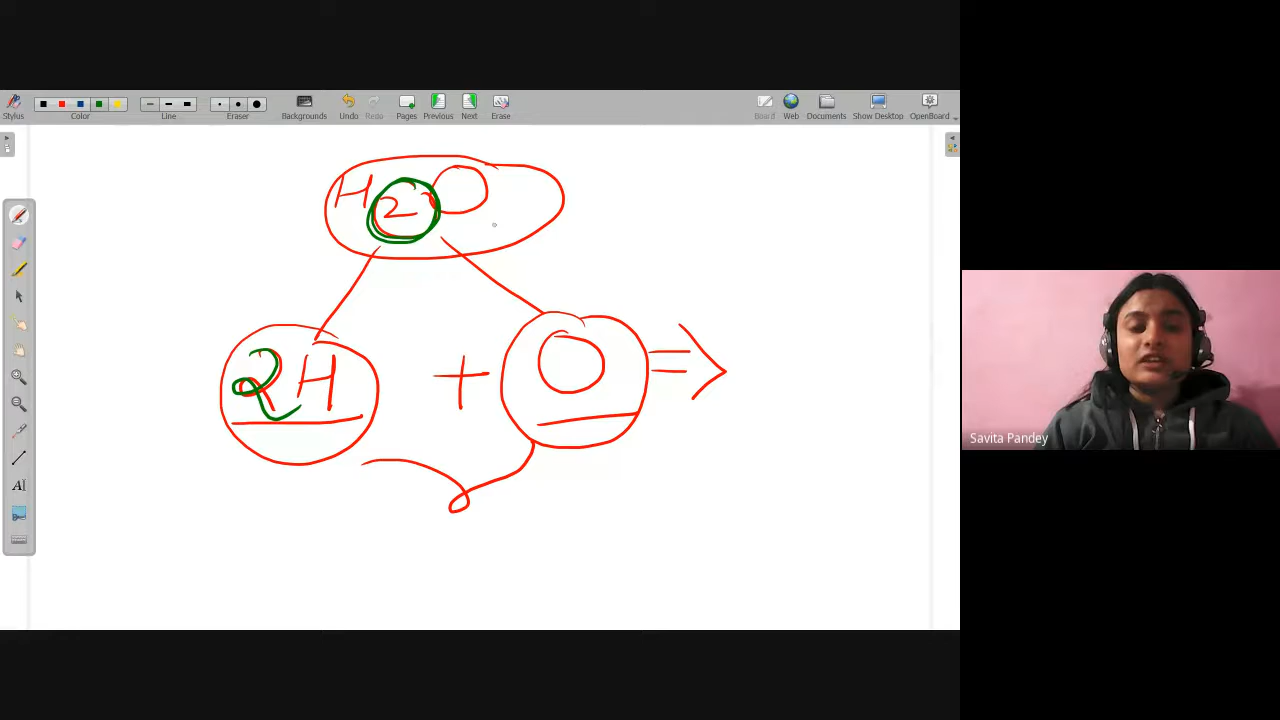 Stylus Color Line Eraser Backgrounds Undo Redo Pages Previous Next Erase Board Web Documents Show Desktop OpenBoard
H2O
2H + O ⇒
Savita Pandey